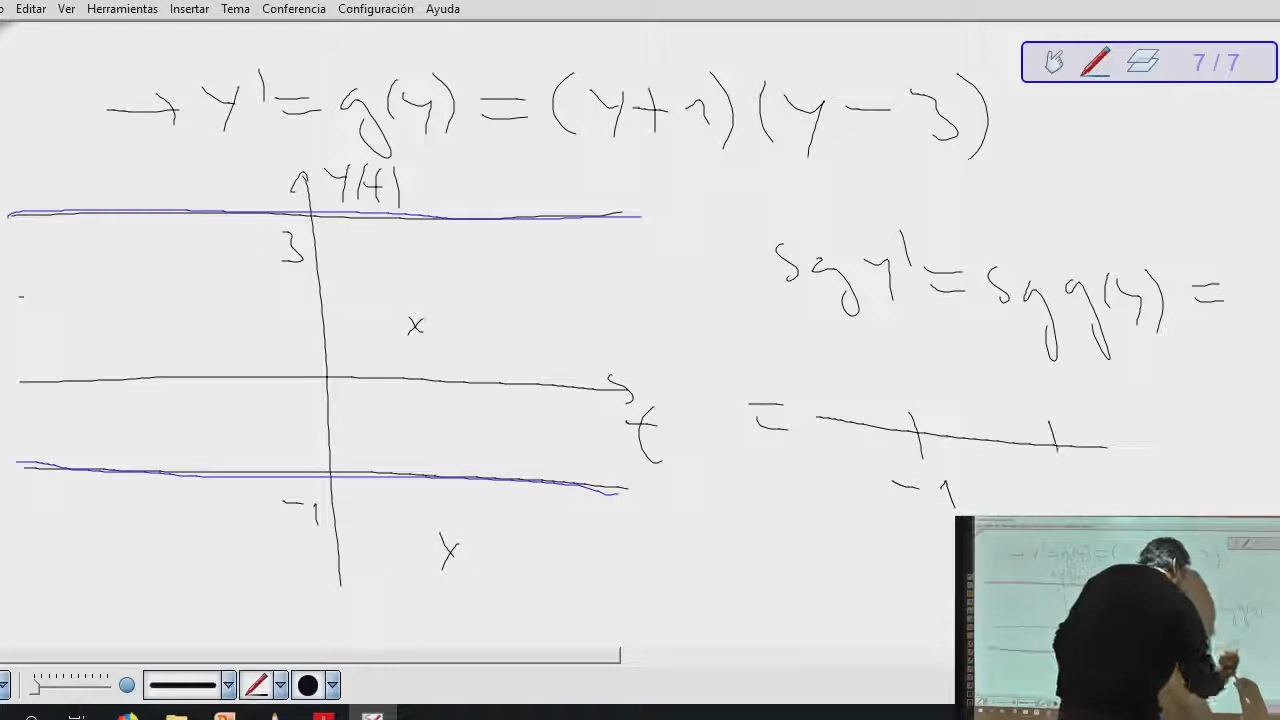 Editar Ver Herramientas Insertar Tema Conferencia Configuración Ayuda
7 / 7
→ y' = g(y) = (y+1)(y-3)
y(t)
3
sg y' = sg g(y) =
x
t
=
-1
-1
x